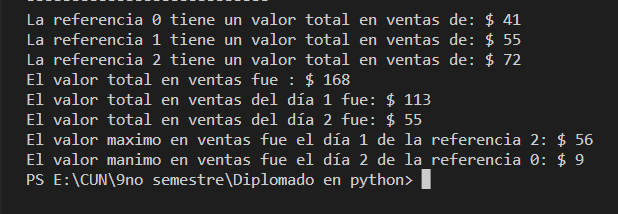 La referencia 0 tiene un valor total en ventas de: $ 41
La referencia 1 tiene un valor total en ventas de: $ 55
La referencia 2 tiene un valor total en ventas de: $ 72
El valor total en ventas fue : $ 168
El valor total en ventas del día 1 fue: $ 113
El valor total en ventas del día 2 fue: $ 55
El valor maximo en ventas fue el día 1 de la referencia 2: $ 56
El valor manimo en ventas fue el día 2 de la referencia 0: $ 9
PS E:\CUN\9no semestre\Diplomado en python>